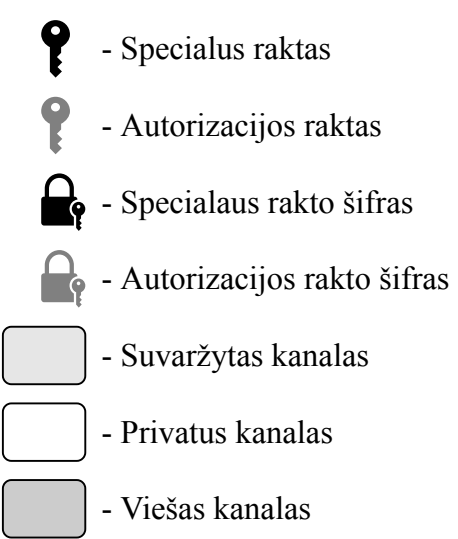 - Specialus raktas
- Autorizacijos raktas
- Specialaus rakto šifras
- Autorizacijos rakto šifras
- Suvaržytas kanalas
- Privatus kanalas
- Viešas kanalas